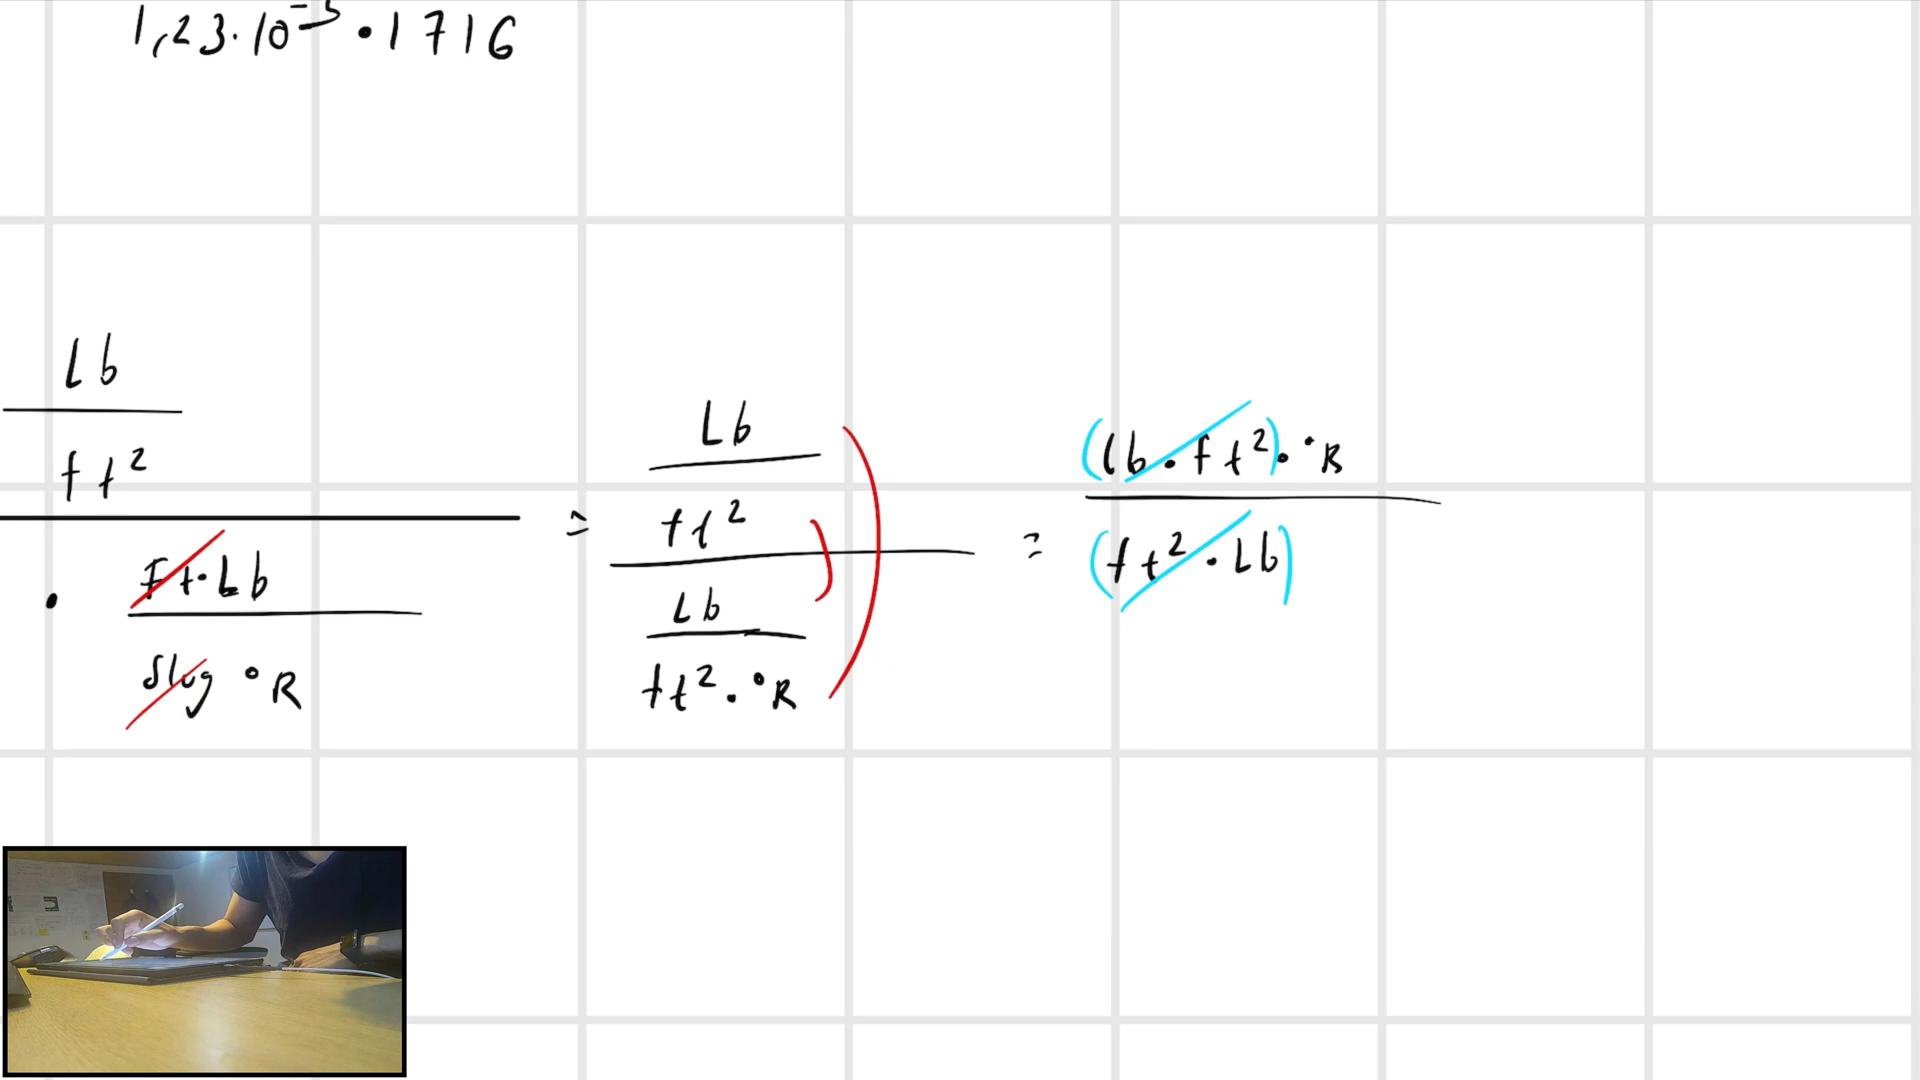 1,23·10⁻⁵ · 1716
Lb
ft²
· Ft·Lb
Slug °R
=
Lb
ft²
Lb
ft² · °R
=
(lb · ft²) · °R
(ft² · Lb)